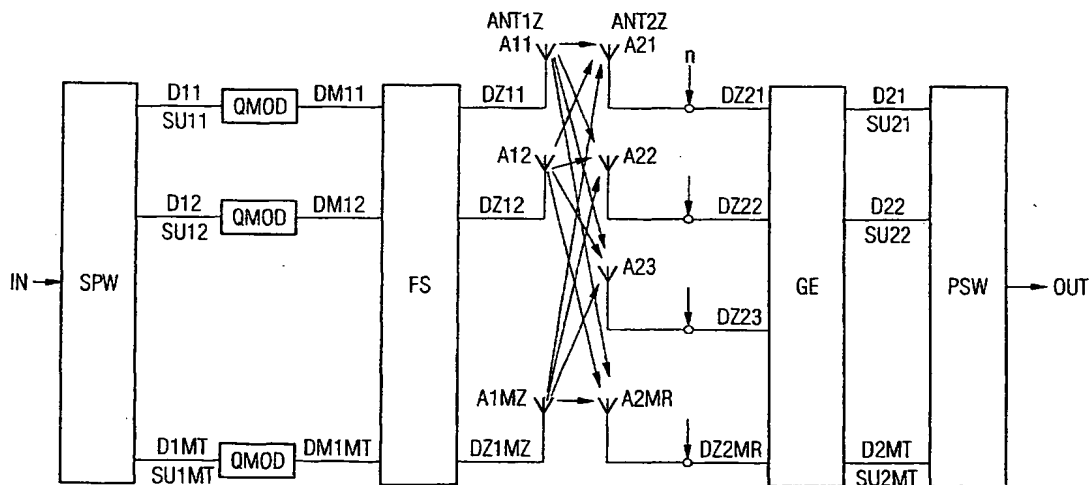 ANT1Z ANT2Z
A11 A21
n
D11 QMOD DM11 DZ11 DZ21 D21
SU11 SU21
A12 A22
D12 QMOD DM12 DZ12 DZ22 D22
SU12 SU22
A23
IN SPW FS GE PSW OUT
DZ23
A1MZ A2MR
D1MT QMOD DM1MT DZ1MZ DZ2MR D2MT
SU1MT SU2MT